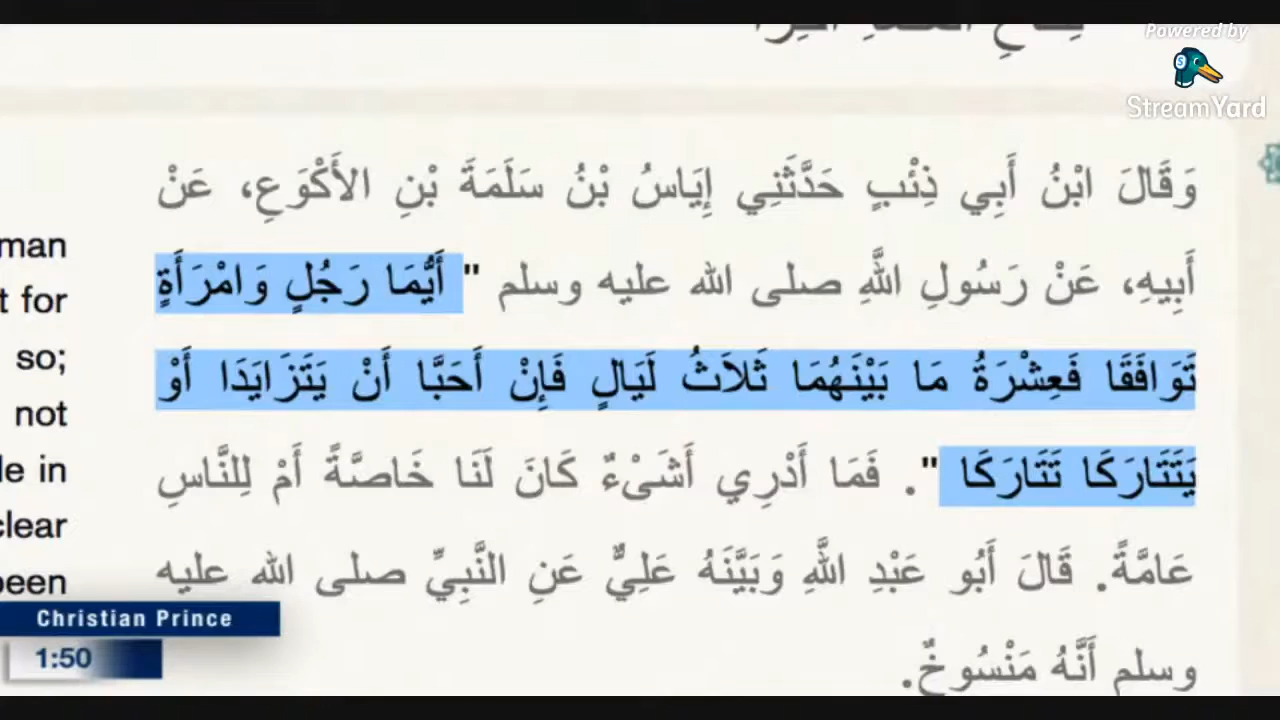 Powered by
StreamYard
وَقَالَ ابْنُ أَبِي ذِئْبٍ حَدَّثَنِي إِيَاسُ بْنُ سَلَمَةَ بْنِ الأَكْوَعِ، عَنْ
أَبِيهِ، عَنْ رَسُولِ اللَّهِ صلى الله عليه وسلم " أَيُّمَا رَجُلٍ وَامْرَأَةٍ
تَوَافَقَا فَعِشْرَةُ مَا بَيْنَهُمَا ثَلاَثُ لَيَالٍ فَإِنْ أَحَبَّا أَنْ يَتَزَايَدَا أَوْ
يَتَتَارَكَا تَتَارَكَا ". فَمَا أَدْرِي أَشَىْءٌ كَانَ لَنَا خَاصَّةً أَمْ لِلنَّاسِ
عَامَّةً. قَالَ أَبُو عَبْدِ اللَّهِ وَبَيَّنَهُ عَلِيٌّ عَنِ النَّبِيِّ صلى الله عليه
وسلم أَنَّهُ مَنْسُوخٌ.
man
t for
so;
not
le in
clear
been
Christian Prince
1:50